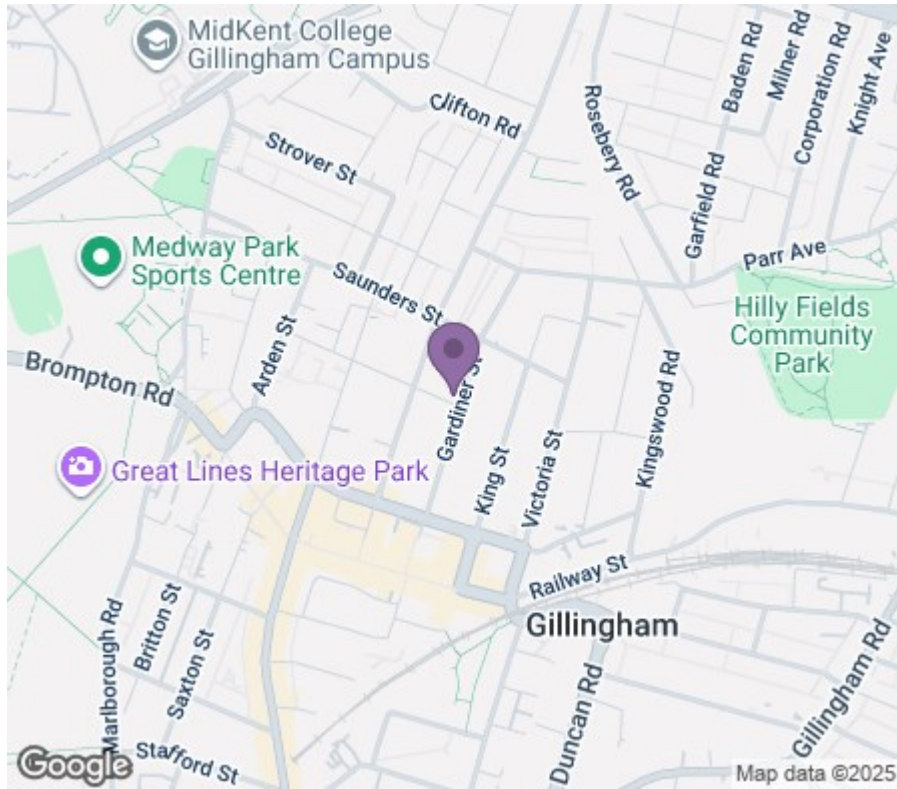 MidKent College
Gillingham Campus
Clifton Rd
Strover St
Rosebery Rd
Baden Rd
Milner Rd
Corporation Rd
Knight Ave
Garfield Rd
Parr Ave
Medway Park
Sports Centre
Saunders St
Hilly Fields
Community
Park
Arden St
Brompton Rd
Gardiner St
Kingswood Rd
Great Lines Heritage Park
King St
Victoria St
Railway St
Gillingham
Marlborough Rd
Britton St
Saxton St
Stafford St
Duncan Rd
Gillingham Rd
Google
Map data ©2025